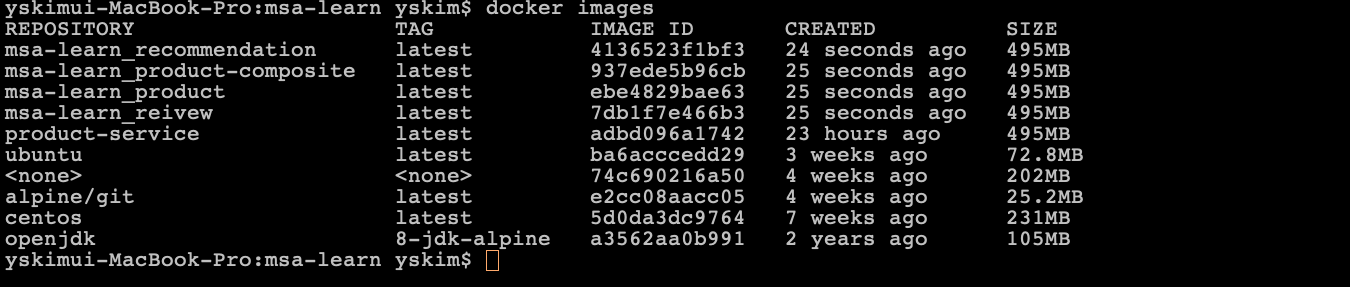 yskimui-MacBook-Pro:msa-learn yskim$ docker images
REPOSITORY TAG IMAGE ID CREATED SIZE
msa-learn_recommendation latest 4136523f1bf3 24 seconds ago 495MB
msa-learn_product-composite latest 937ede5b96cb 25 seconds ago 495MB
msa-learn_product latest ebe4829bae63 25 seconds ago 495MB
msa-learn_reivew latest 7db1f7e466b3 25 seconds ago 495MB
product-service latest adbd096a1742 23 hours ago 495MB
ubuntu latest ba6acccedd29 3 weeks ago 72.8MB
<none> <none> 74c690216a50 4 weeks ago 202MB
alpine/git latest e2cc08aacc05 4 weeks ago 25.2MB
centos latest 5d0da3dc9764 7 weeks ago 231MB
openjdk 8-jdk-alpine a3562aa0b991 2 years ago 105MB
yskimui-MacBook-Pro:msa-learn yskim$